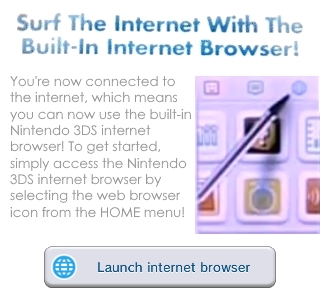 Surf The Internet With The
Built-In Internet Browser!
You're now connected to
the internet, which means
you can now use the built-in
Nintendo 3DS internet
browser! To get started,
simply access the Nintendo
3DS internet browser by
selecting the web browser
icon from the HOME menu!
Launch internet browser